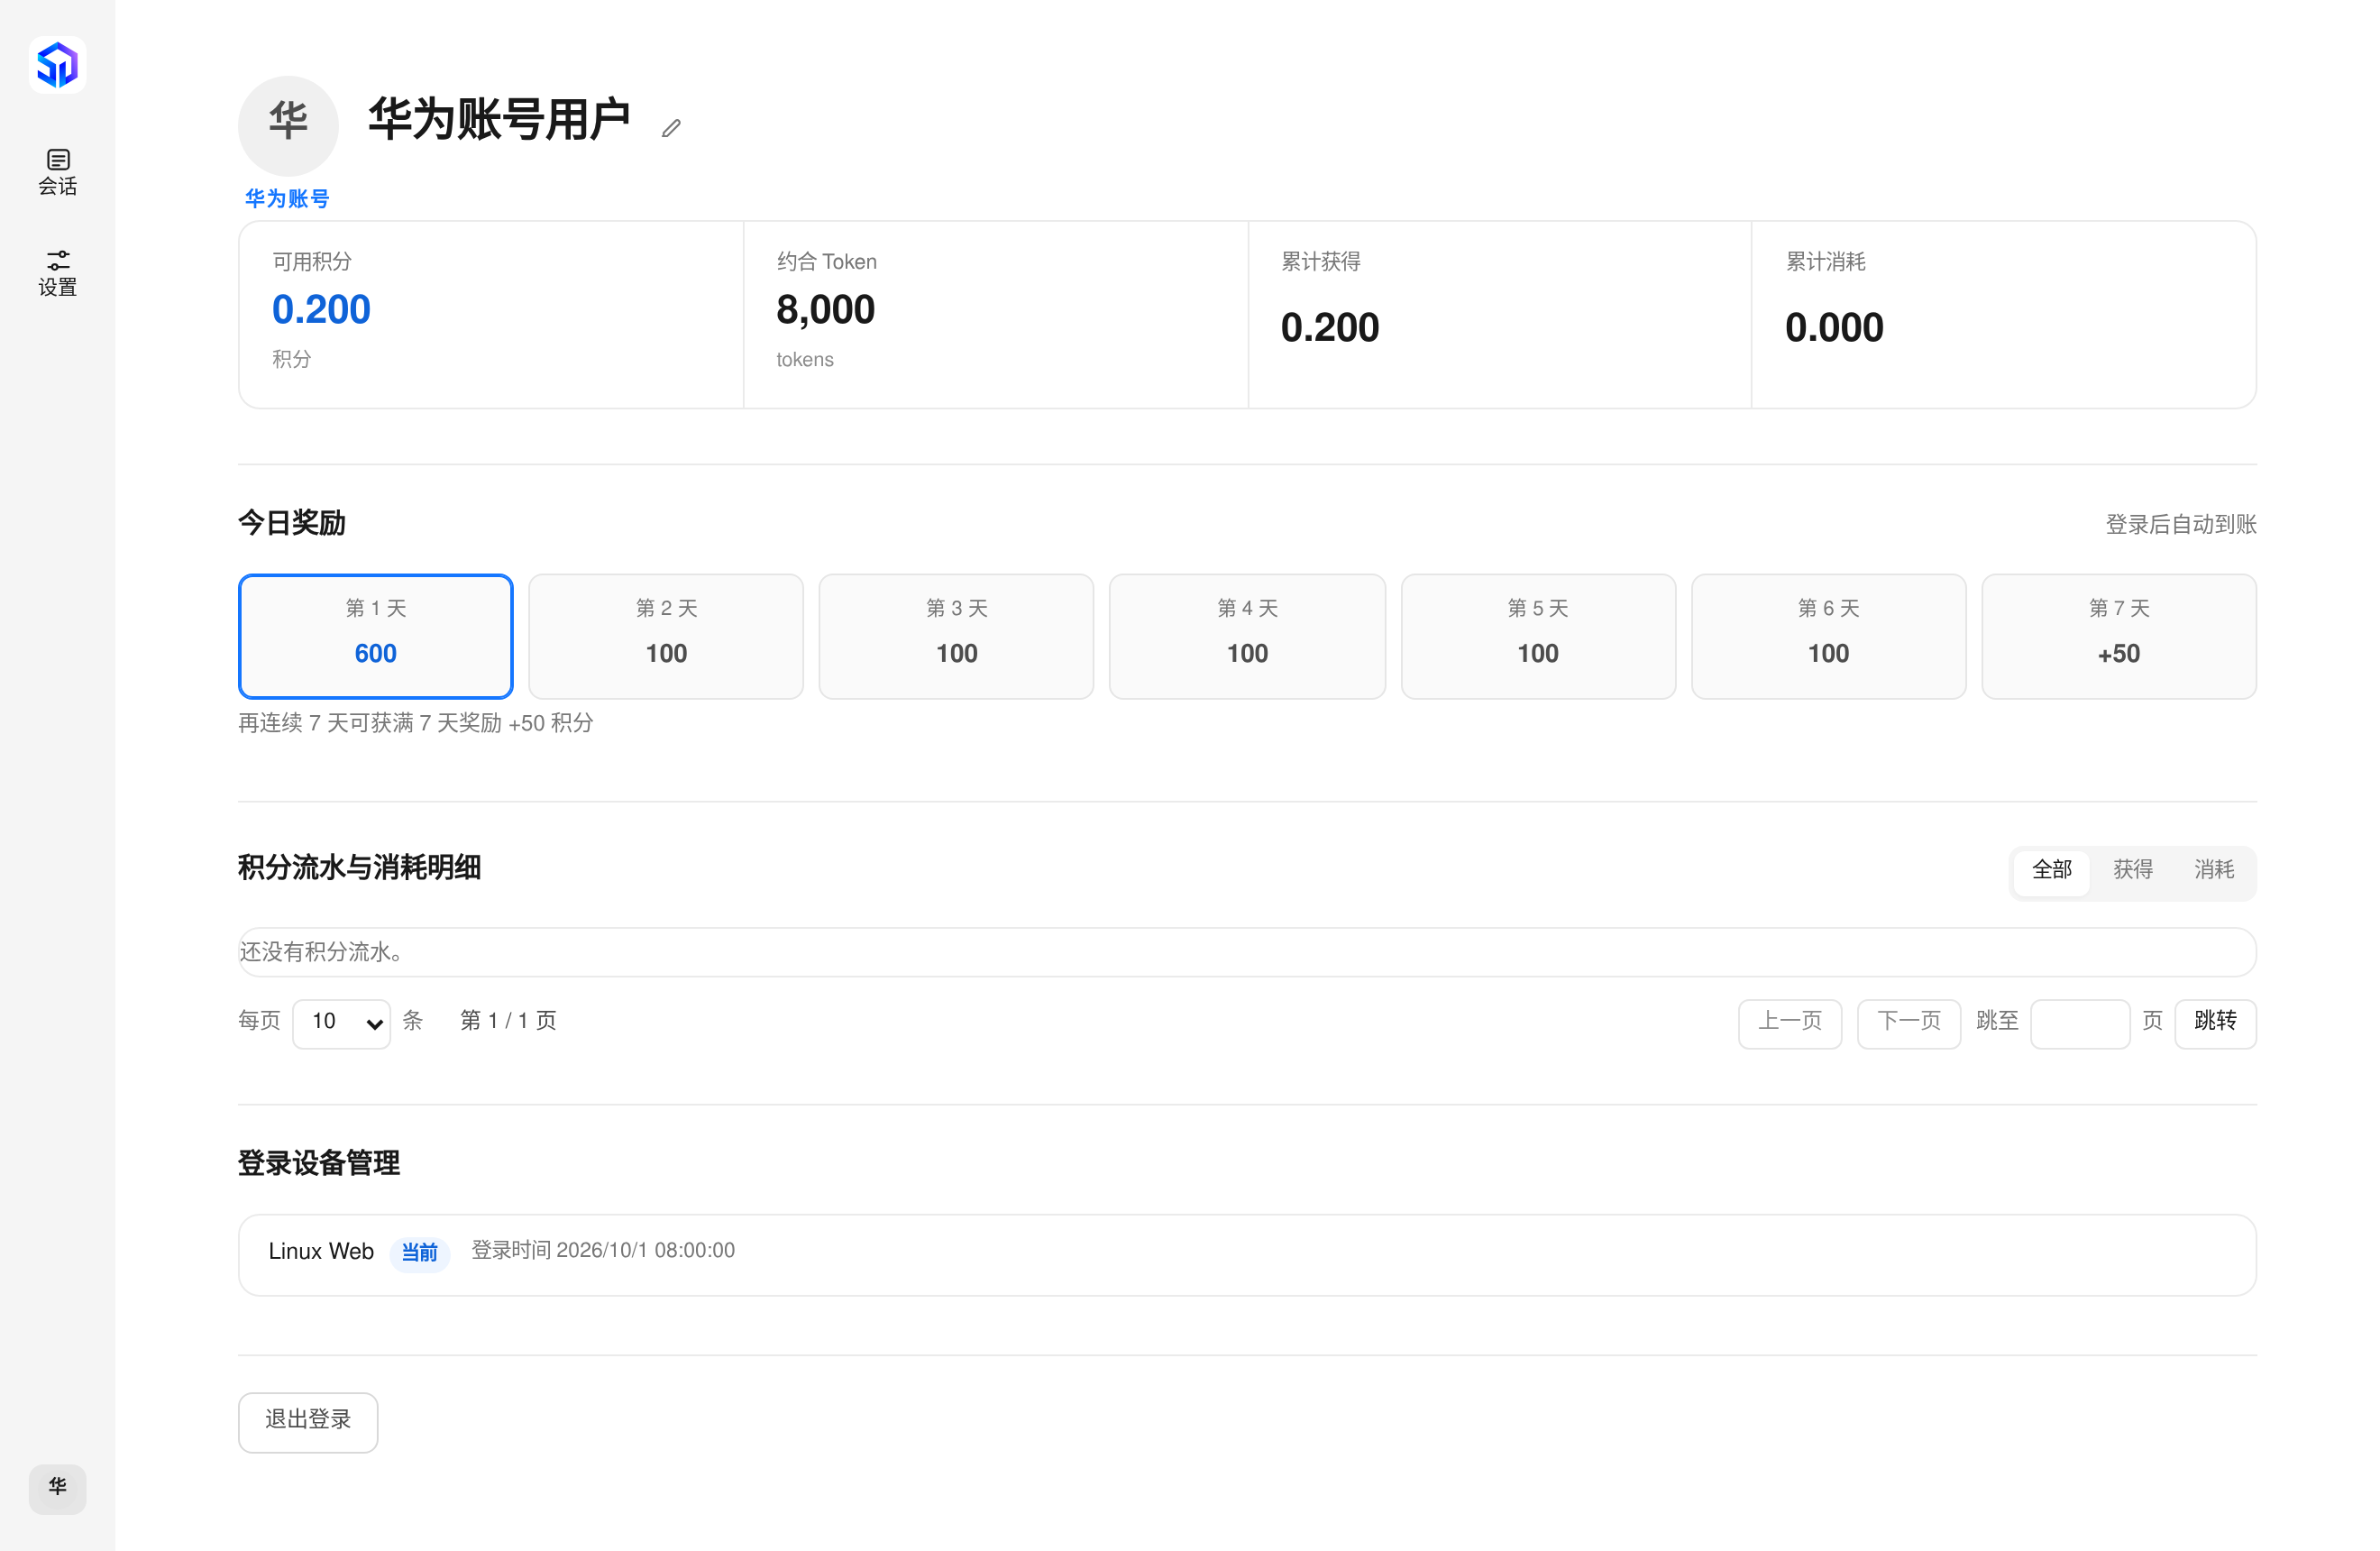 会话
设置
华
华为账号用户
华为账号
可用积分
0.200
积分
约合 Token
8,000
tokens
累计获得
0.200
累计消耗
0.000
今日奖励
登录后自动到账
第 1 天
600
第 2 天
100
第 3 天
100
第 4 天
100
第 5 天
100
第 6 天
100
第 7 天
+50
再连续 7 天可获满 7 天奖励 +50 积分
积分流水与消耗明细
全部 获得 消耗
还没有积分流水。
每页 10 条 第 1 / 1 页 上一页 下一页 跳至 页 跳转
登录设备管理
Linux Web 当前 登录时间 2026/10/1 08:00:00
退出登录
华